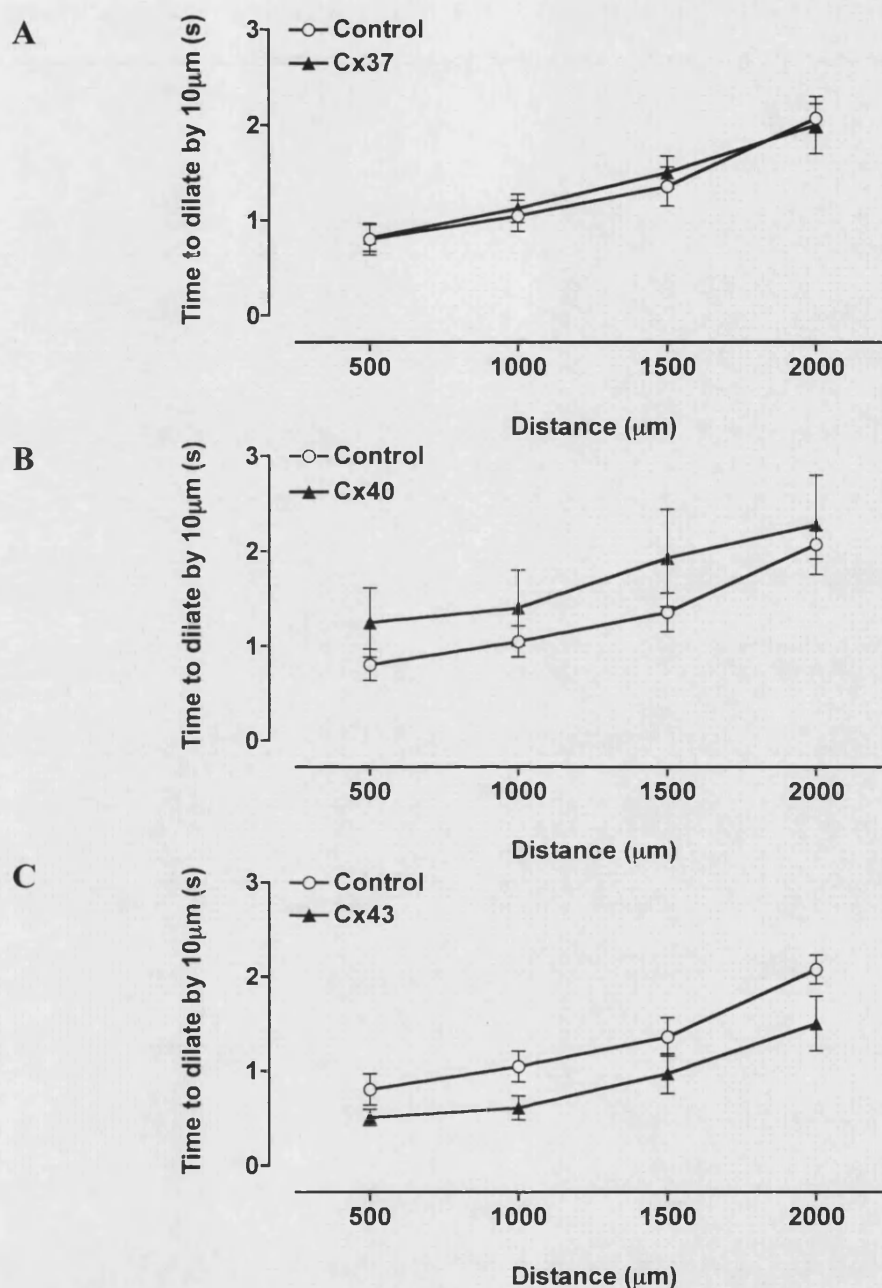 A
Time to dilate by 10μm (s)
Control
Cx37
3
2
1
0
500 1000 1500 2000
Distance (μm)
B
Time to dilate by 10μm (s)
Control
Cx40
3
2
1
0
500 1000 1500 2000
Distance (μm)
C
Time to dilate by 10μm (s)
Control
Cx43
3
2
1
0
500 1000 1500 2000
Distance (μm)